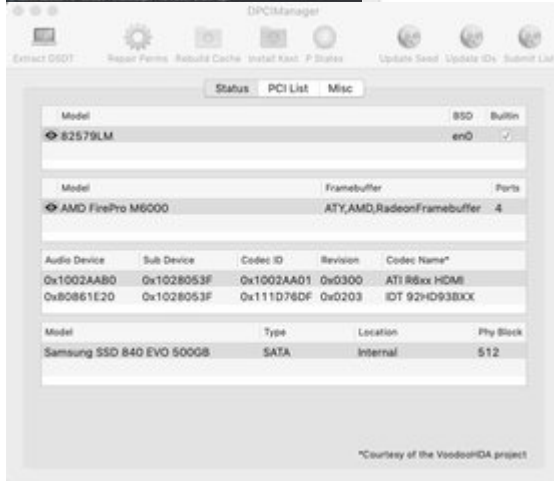 DPCIManager
Extract DSDT Repair Perms Rebuild Cache Install Kext P States Update Seed Update IDs Submit List
Status PCI List Misc
Model BSD Builtin
82579LM en0
Model Framebuffer Ports
AMD FirePro M6000 ATY,AMD,RadeonFramebuffer 4
Audio Device Sub Device Codec ID Revision Codec Name*
0x1002AAB0 0x1028053F 0x1002AA01 0x0300 ATI R6xx HDMI
0x80861E20 0x1028053F 0x111D76DF 0x0203 IDT 92HD93BXX
Model Type Location Phy Block
Samsung SSD 840 EVO 500GB SATA Internal 512
*Courtesy of the VoodooHDA project